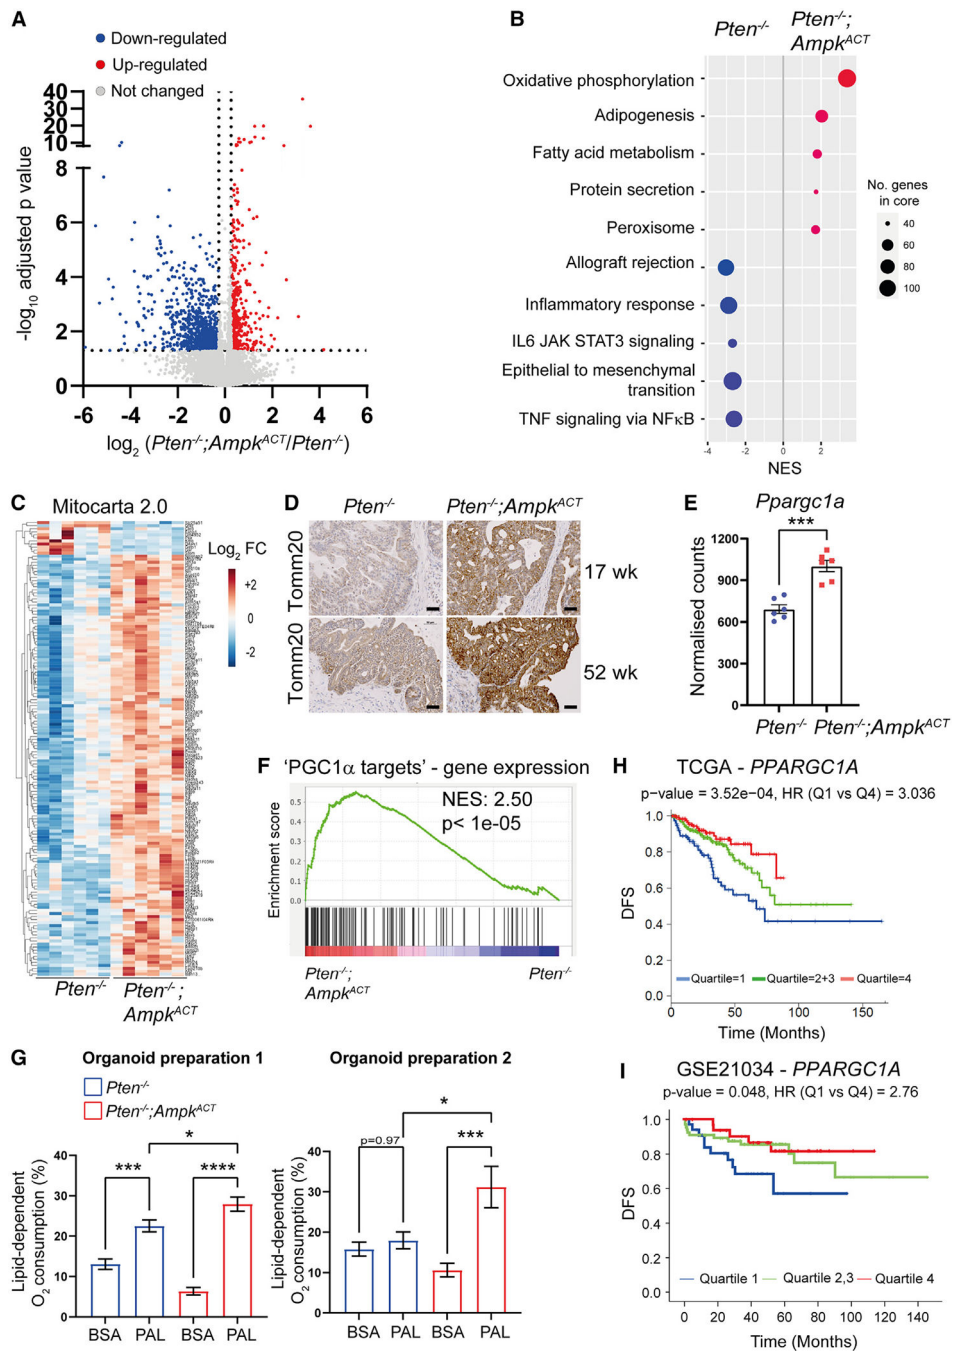 A
Down-regulated
Up-regulated
Not changed
40
30
20
10
8
6
4
2
0
-log10 adjusted p value
-6 -4 -2 0 2 4 6
log2 (Pten-/-;AmpkACT/Pten-/-)
B
Pten-/-
Pten-/-;
AmpkACT
Oxidative phosphorylation
Adipogenesis
Fatty acid metabolism
Protein secretion
Peroxisome
Allograft rejection
Inflammatory response
IL6 JAK STAT3 signaling
Epithelial to mesenchymal
transition
TNF signaling via NFκB
-4 -2 0 2
NES
No. genes
in core
40
60
80
100
C
Mitocarta 2.0
Log2 FC
+2
0
-2
Pten-/-
Pten-/-;
AmpkACT
D
Pten-/-
Pten-/-;AmpkACT
Tomm20
17 wk
Tomm20
52 wk
E
Ppargc1a
***
1200
900
600
300
0
Normalised counts
Pten-/- Pten-/-;AmpkACT
F
‘PGC1α targets’ - gene expression
NES: 2.50
p< 1e-05
Enrichment score
0.5
0.4
0.3
0.2
0.1
0.0
Pten-/-;
AmpkACT
Pten-/-
G
Organoid preparation 1
Pten-/-
Pten-/-;AmpkACT
*
*** ****
40
30
20
10
0
Lipid-dependent
O2 consumption (%)
BSA PAL BSA PAL
Organoid preparation 2
*
p=0.97 ***
40
30
20
10
0
Lipid-dependent
O2 consumption (%)
BSA PAL BSA PAL
H
TCGA - PPARGC1A
p-value = 3.52e−04, HR (Q1 vs Q4) = 3.036
1.0
0.8
0.6
0.4
0.2
0.0
DFS
Quartile=1 Quartile=2+3 Quartile=4
0 50 100 150
Time (Months)
I
GSE21034 - PPARGC1A
p-value = 0.048, HR (Q1 vs Q4) = 2.76
1.0
0.8
0.6
0.4
0.2
0.0
DFS
Quartile 1 Quartile 2,3 Quartile 4
0 20 40 60 80 100 120 140
Time (Months)